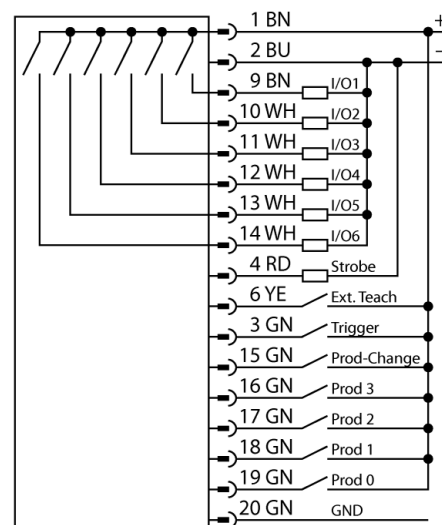 1 BN +
2 BU −
9 BN I/O1
10 WH I/O2
11 WH I/O3
12 WH I/O4
13 WH I/O5
14 WH I/O6
4 RD Strobe
6 YE Ext. Teach
3 GN Trigger
15 GN Prod-Change
16 GN Prod 3
17 GN Prod 2
18 GN Prod 1
19 GN Prod 0
20 GN GND